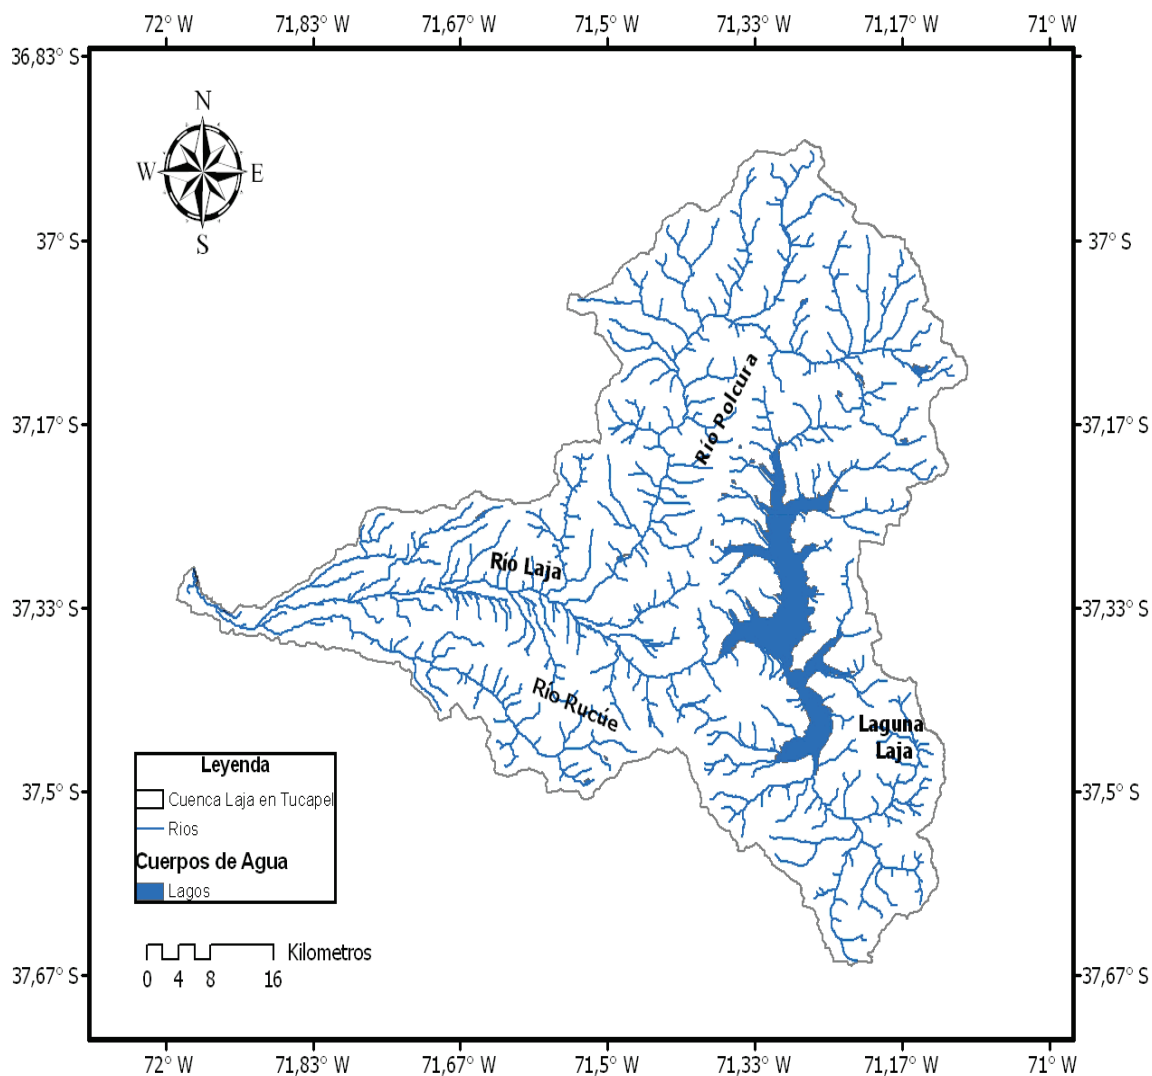 72° W 71,83° W 71,67° W 71,5° W 71,33° W 71,17° W 71° W
36,83° S
N
W E
S
37° S 37° S
Río Polcura
37,17° S 37,17° S
Río Laja
37,33° S 37,33° S
Río Rucúe
Laguna
Laja
Leyenda
37,5° S 37,5° S
Cuenca Laja en Tucapel
Rios
Cuerpos de Agua
Lagos
Kilometros
0 4 8 16
37,67° S 37,67° S
72° W 71,83° W 71,67° W 71,5° W 71,33° W 71,17° W 71° W